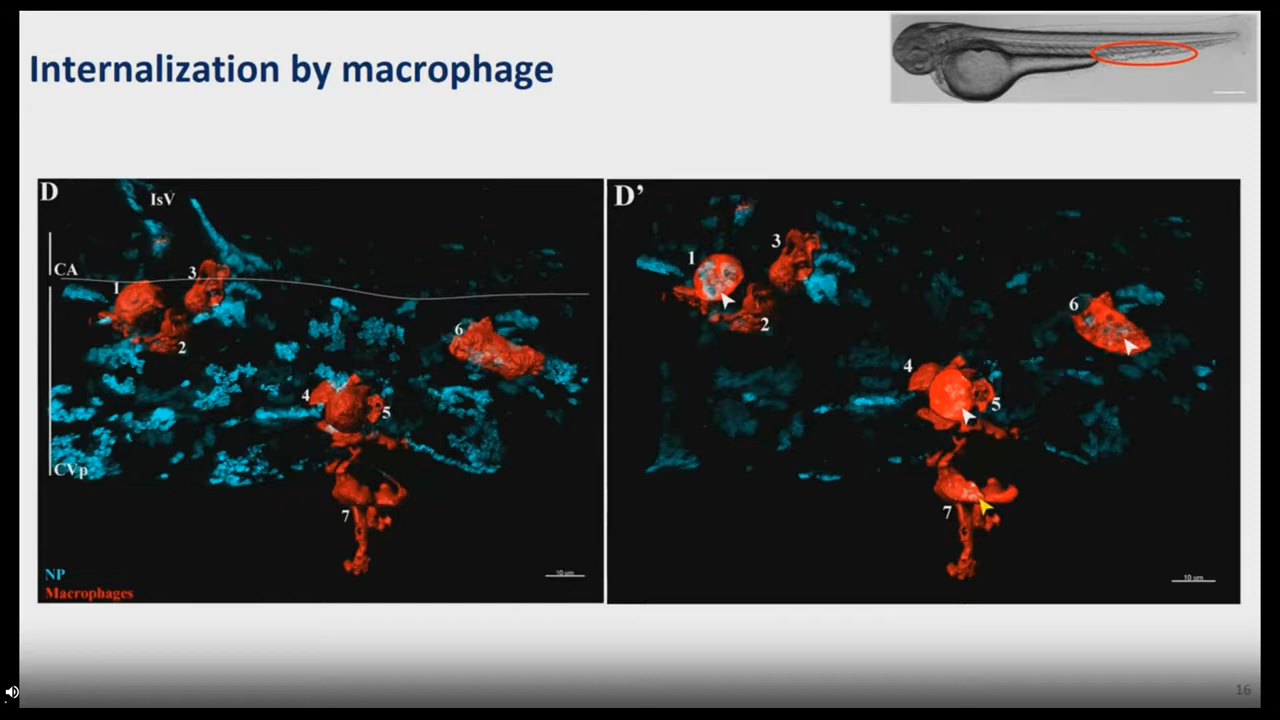 Internalization by macrophage
D
IsV
CA
1
3
2
6
4
5
CVp
7
NP
Macrophages
10 um
D’
3
1
2
6
4
5
7
10 um
16